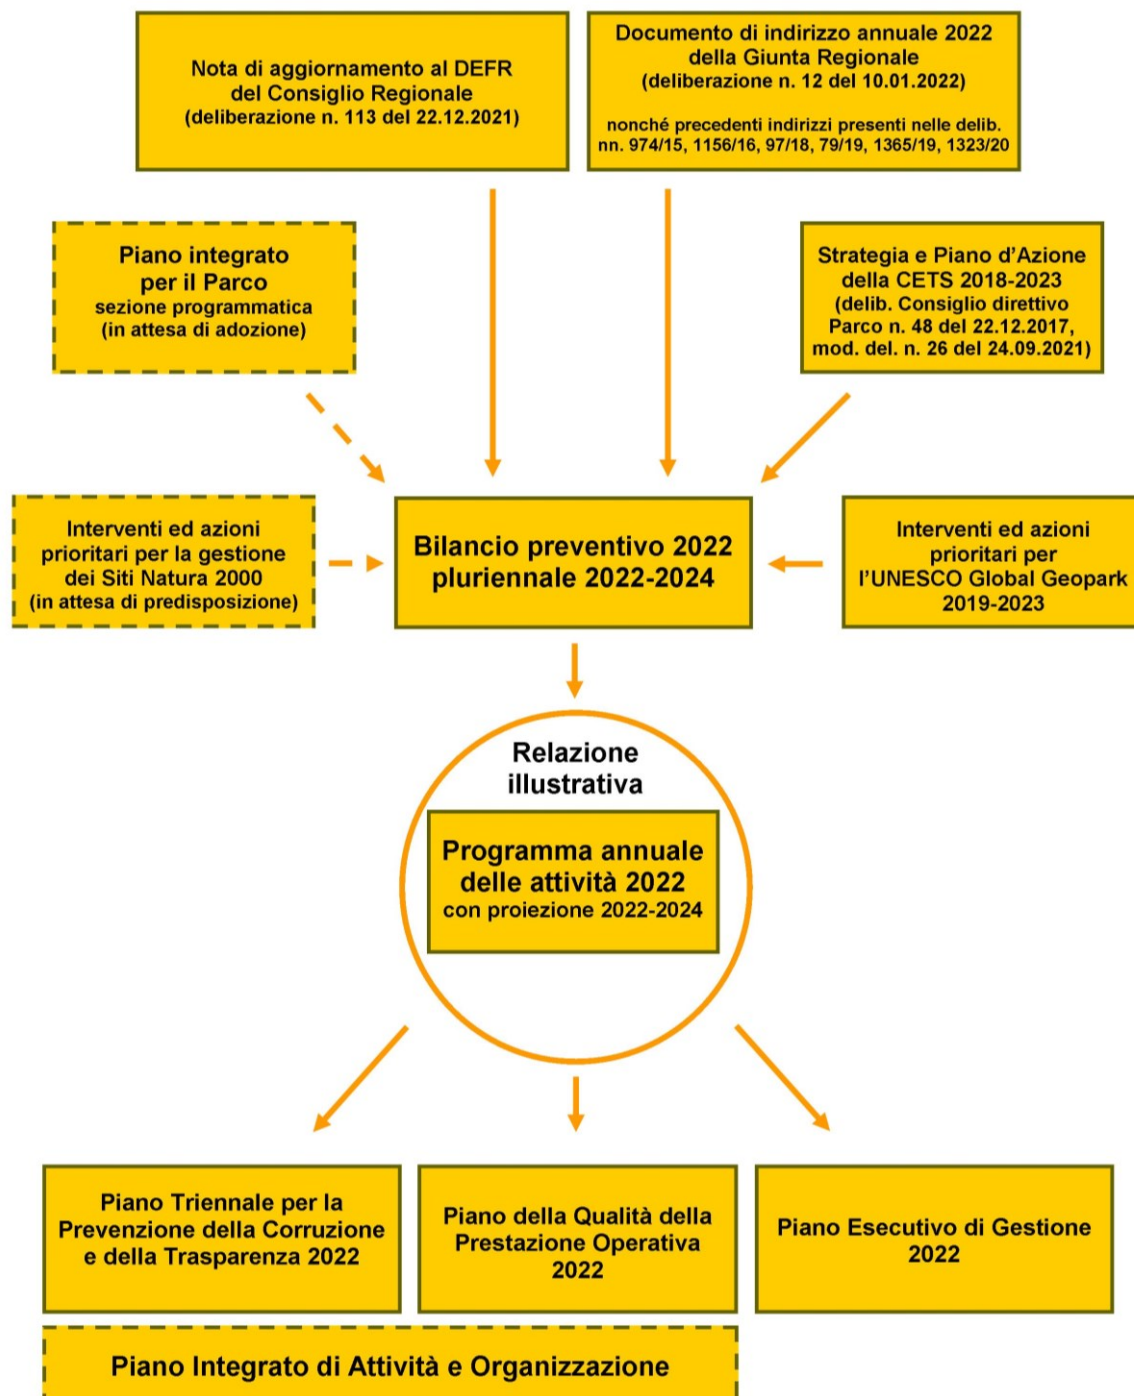 Nota di aggiornamento al DEFR
del Consiglio Regionale
(deliberazione n. 113 del 22.12.2021)
Documento di indirizzo annuale 2022
della Giunta Regionale
(deliberazione n. 12 del 10.01.2022)
nonché precedenti indirizzi presenti nelle delib.
nn. 974/15, 1156/16, 97/18, 79/19, 1365/19, 1323/20
Piano integrato
per il Parco
sezione programmatica
(in attesa di adozione)
Strategia e Piano d'Azione
della CETS 2018-2023
(delib. Consiglio direttivo
Parco n. 48 del 22.12.2017,
mod. del. n. 26 del 24.09.2021)
Interventi ed azioni
prioritari per la gestione
dei Siti Natura 2000
(in attesa di predisposizione)
Bilancio preventivo 2022
pluriennale 2022-2024
Interventi ed azioni
prioritari per
l'UNESCO Global Geopark
2019-2023
Relazione
illustrativa
Programma annuale
delle attività 2022
con proiezione 2022-2024
Piano Triennale per la
Prevenzione della Corruzione
e della Trasparenza 2022
Piano della Qualità della
Prestazione Operativa
2022
Piano Esecutivo di Gestione
2022
Piano Integrato di Attività e Organizzazione